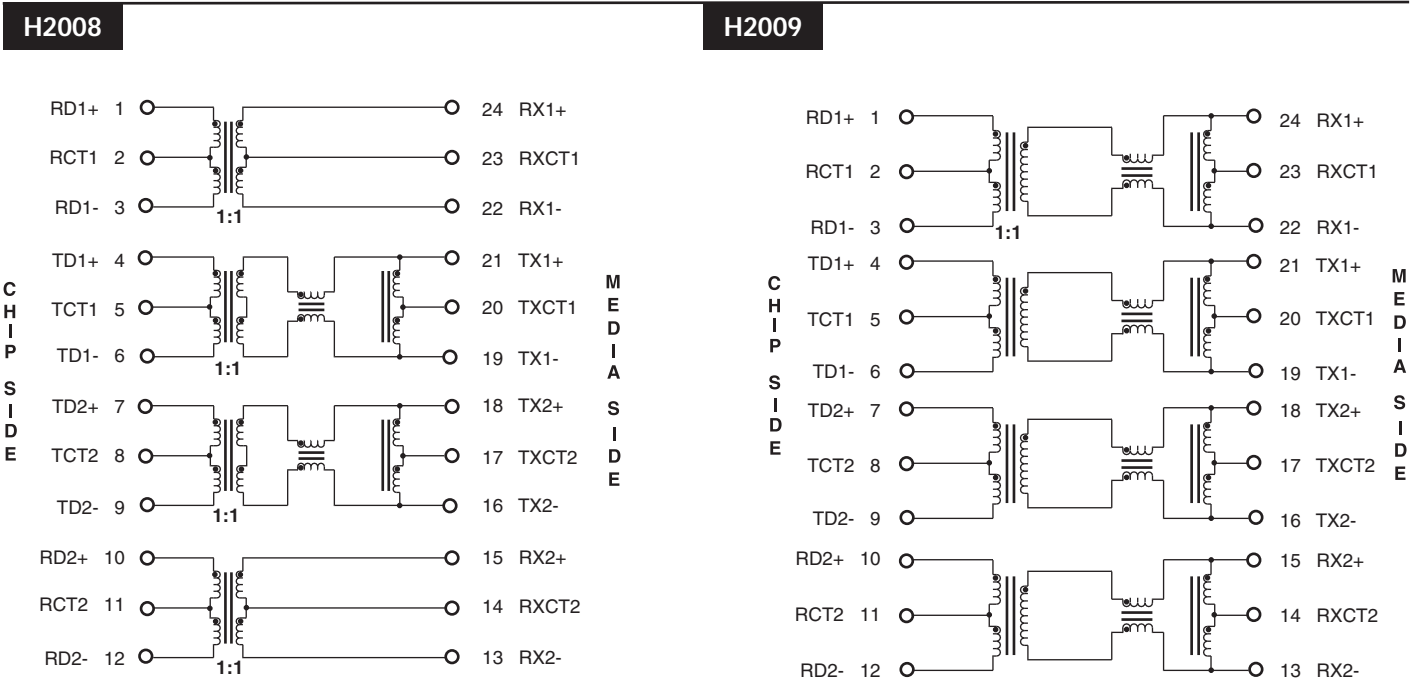 H2008
RD1+ 1 24 RX1+
RCT1 2 23 RXCT1
RD1- 3 22 RX1-
1:1
TD1+ 4 21 TX1+
TCT1 5 20 TXCT1
TD1- 6 19 TX1-
1:1
TD2+ 7 18 TX2+
TCT2 8 17 TXCT2
TD2- 9 16 TX2-
1:1
RD2+ 10 15 RX2+
RCT2 11 14 RXCT2
RD2- 12 13 RX2-
1:1
CHIP SIDE
MEDIA SIDE
H2009
RD1+ 1 24 RX1+
RCT1 2 23 RXCT1
RD1- 3 22 RX1-
1:1
TD1+ 4 21 TX1+
TCT1 5 20 TXCT1
TD1- 6 19 TX1-
TD2+ 7 18 TX2+
TCT2 8 17 TXCT2
TD2- 9 16 TX2-
RD2+ 10 15 RX2+
RCT2 11 14 RXCT2
RD2- 12 13 RX2-
CHIP SIDE
MEDIA SIDE